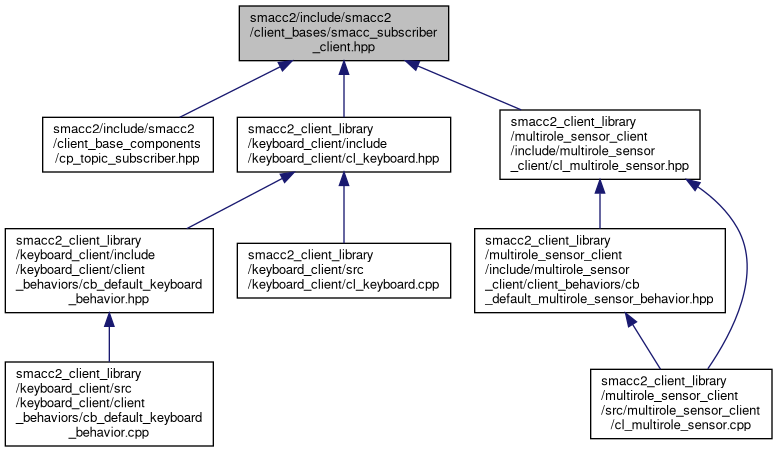 smacc2/include/smacc2
/client_bases/smacc_subscriber
_client.hpp
smacc2/include/smacc2
/client_base_components
/cp_topic_subscriber.hpp
smacc2_client_library
/keyboard_client/include
/keyboard_client/cl_keyboard.hpp
smacc2_client_library
/multirole_sensor_client
/include/multirole_sensor
_client/cl_multirole_sensor.hpp
smacc2_client_library
/keyboard_client/include
/keyboard_client/client
_behaviors/cb_default_keyboard
_behavior.hpp
smacc2_client_library
/keyboard_client/src
/keyboard_client/cl_keyboard.cpp
smacc2_client_library
/multirole_sensor_client
/include/multirole_sensor
_client/client_behaviors/cb
_default_multirole_sensor_behavior.hpp
smacc2_client_library
/keyboard_client/src
/keyboard_client/client
_behaviors/cb_default_keyboard
_behavior.cpp
smacc2_client_library
/multirole_sensor_client
/src/multirole_sensor_client
/cl_multirole_sensor.cpp